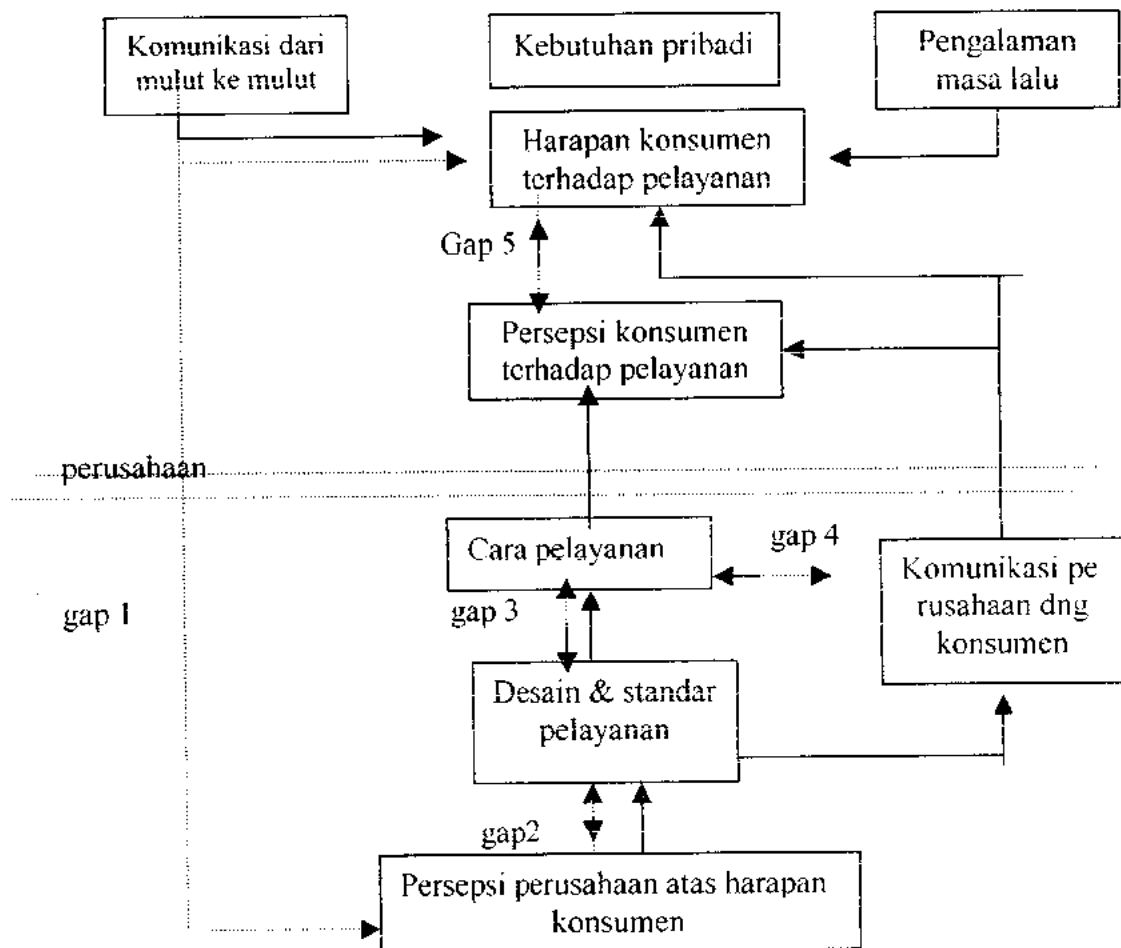 Komunikasi dari
mulut ke mulut
Kebutuhan pribadi
Pengalaman
masa lalu
Harapan konsumen
terhadap pelayanan
Gap 5
Persepsi konsumen
terhadap pelayanan
perusahaan
Cara pelayanan
gap 4
Komunikasi pe
rusahaan dng
konsumen
gap 1
gap 3
Desain & standar
pelayanan
gap2
Persepsi perusahaan atas harapan
konsumen